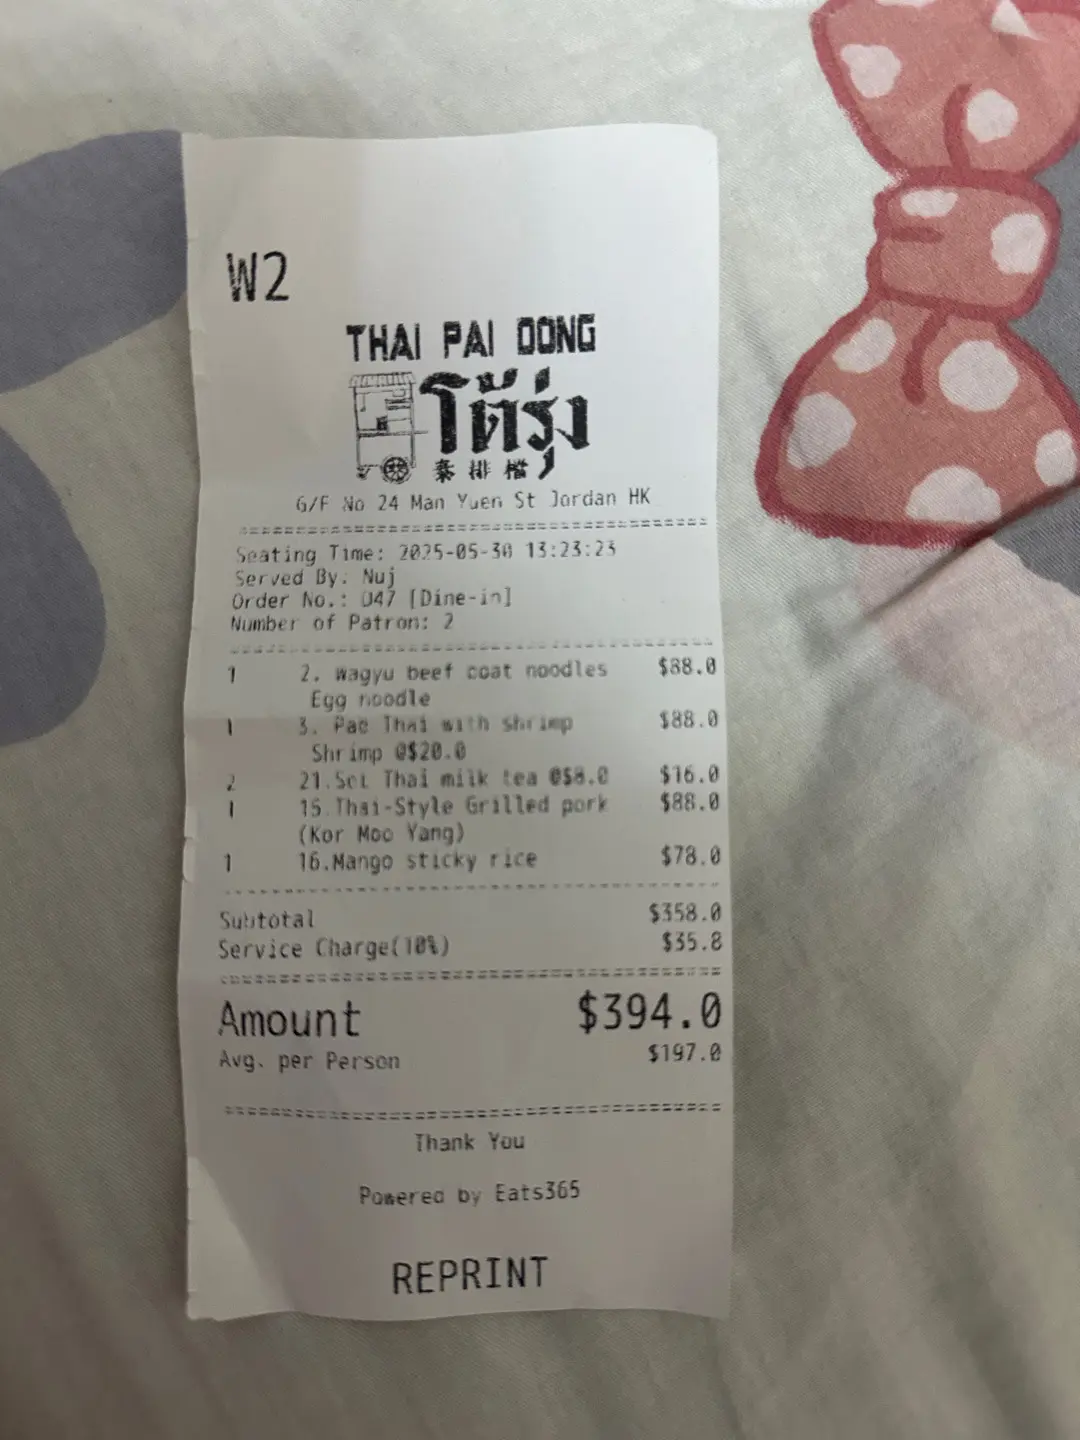 W2
THAI PAI DONG
โต้รุ่ง
泰排檔
G/F No 24 Man Yuen St Jordan HK
Seating Time: 2025-05-30 13:23:23
Served By: Nuj
Order No.: D47 [Dine-in]
Number of Patron: 2
1 2. Wagyu beef boat noodles $88.0
Egg noodle
1 3. Pad Thai with shrimp $88.0
Shrimp @$20.0
2 21.Set Thai milk tea @$8.0 $16.0
1 15.Thai-Style Grilled pork $88.0
(Kor Moo Yang)
1 16.Mango sticky rice $78.0
Subtotal $358.0
Service Charge(10%) $35.8
Amount $394.0
Avg. per Person $197.0
Thank You
Powered by Eats365
REPRINT